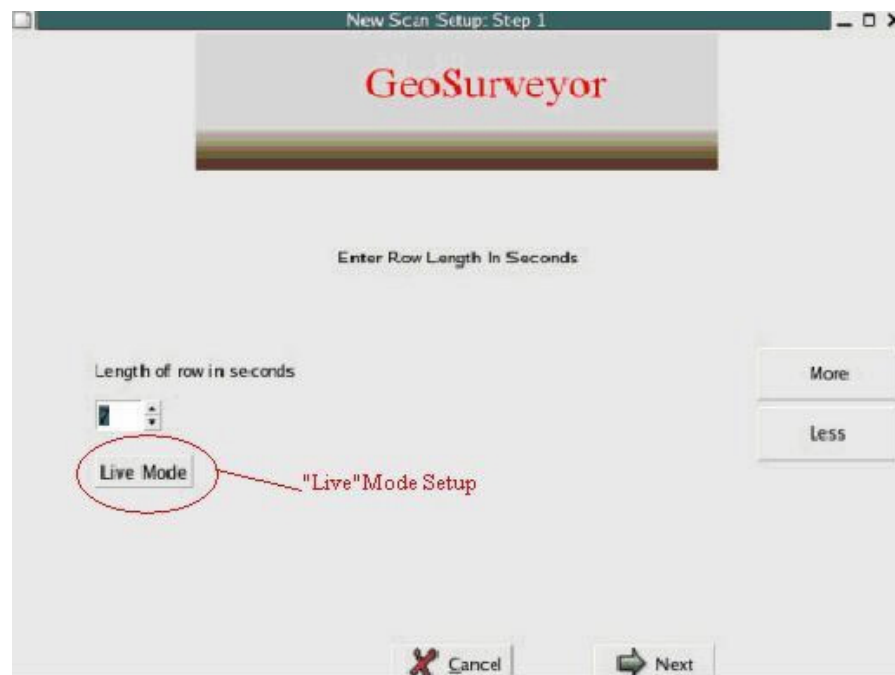 New Scan Setup: Step 1
GeoSurveyor
Enter Row Length In Seconds
Length of row in seconds
More
Less
Live Mode
"Live"Mode Setup
Cancel
Next